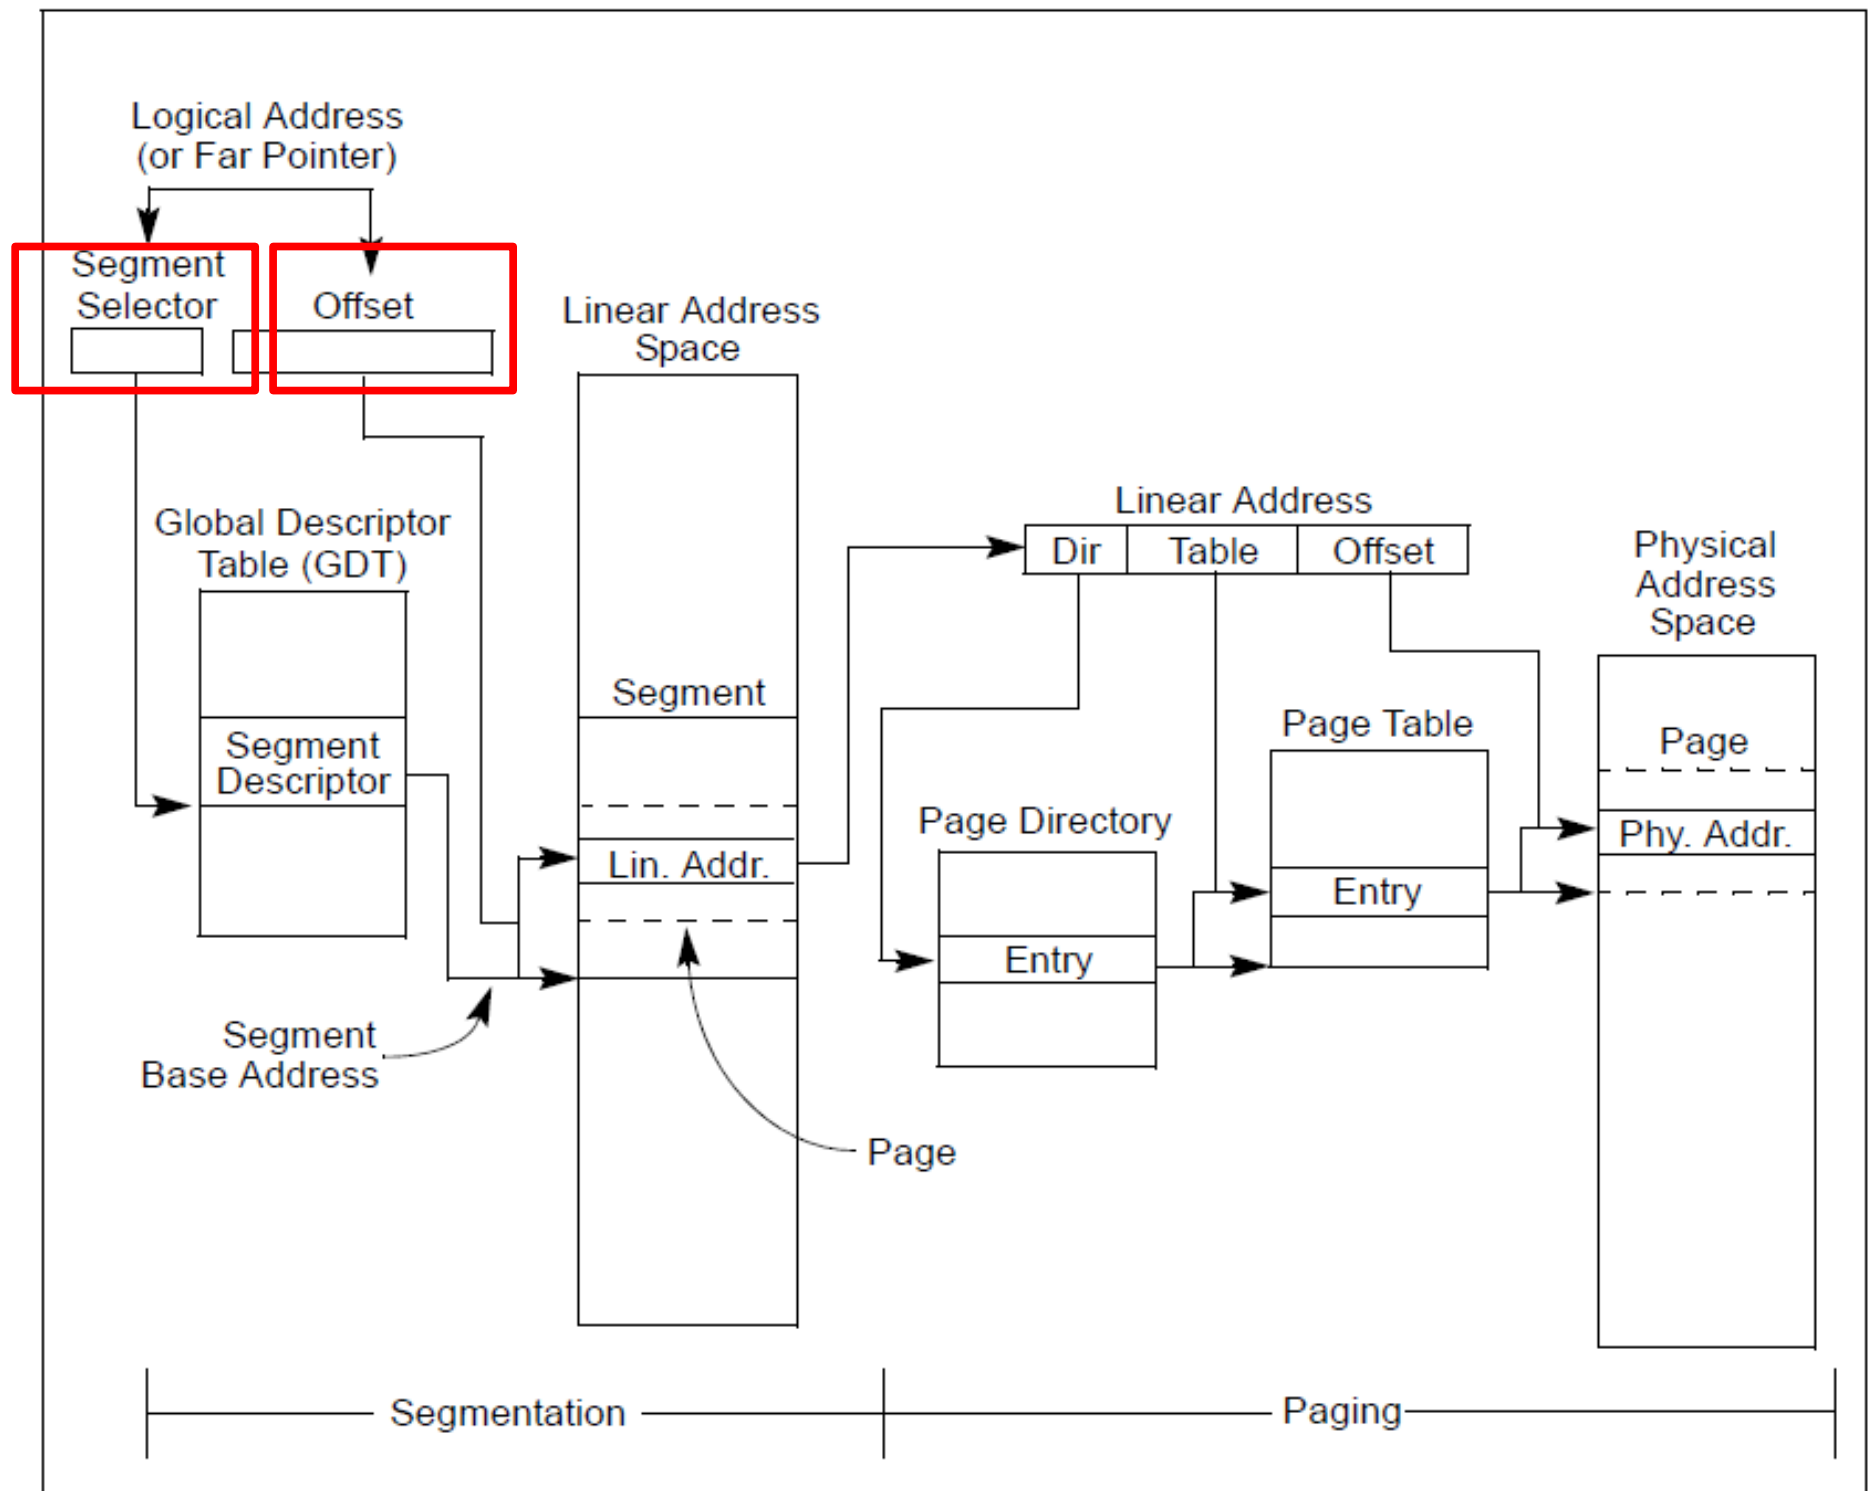 Logical Address
(or Far Pointer)
Segment
Selector
Offset
Linear Address
Space
Global Descriptor
Table (GDT)
Segment
Descriptor
Segment
Lin. Addr.
Segment
Base Address
Page
Linear Address
Dir
Table
Offset
Page Directory
Entry
Page Table
Entry
Physical
Address
Space
Page
Phy. Addr.
Segmentation
Paging